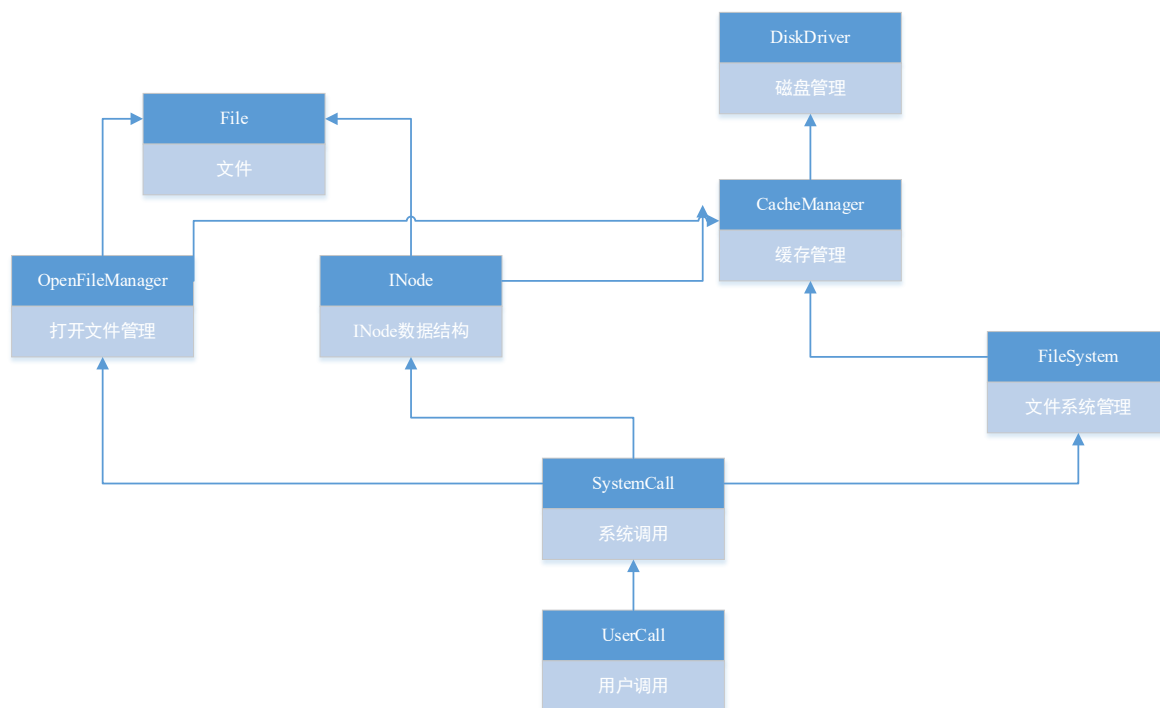 DiskDriver
磁盘管理
File
文件
CacheManager
缓存管理
OpenFileManager
打开文件管理
INode
INode数据结构
FileSystem
文件系统管理
SystemCall
系统调用
UserCall
用户调用